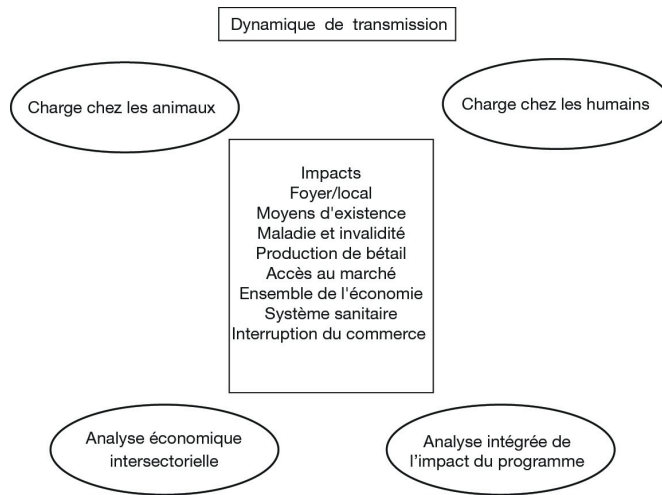 Dynamique de transmission
Charge chez les animaux
Charge chez les humains
Impacts
Foyer/local
Moyens d'existence
Maladie et invalidité
Production de bétail
Accès au marché
Ensemble de l'économie
Système sanitaire
Interruption du commerce
Analyse économique
intersectorielle
Analyse intégrée de
l'impact du programme